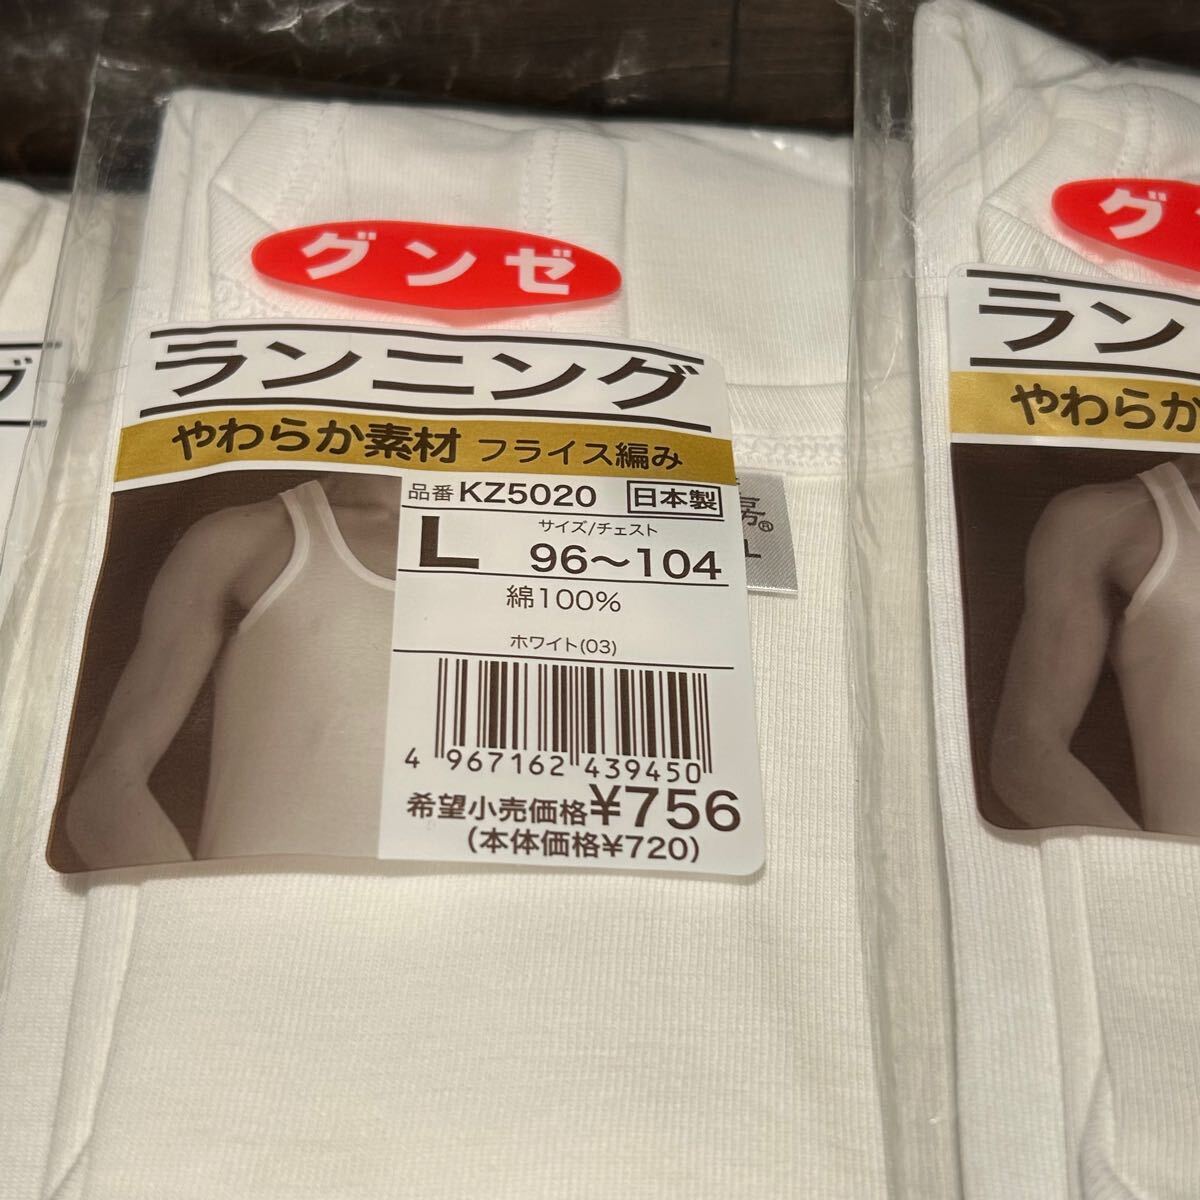 グンゼ
ランニング
やわらか素材 フライス編み
品番 KZ5020 日本製
サイズ/チェスト
L 96〜104
綿100%
ホワイト(03)
4 967162 439450
希望小売価格¥756
(本体価格¥720)
房®
L
グ
ラン
やわらか
グ